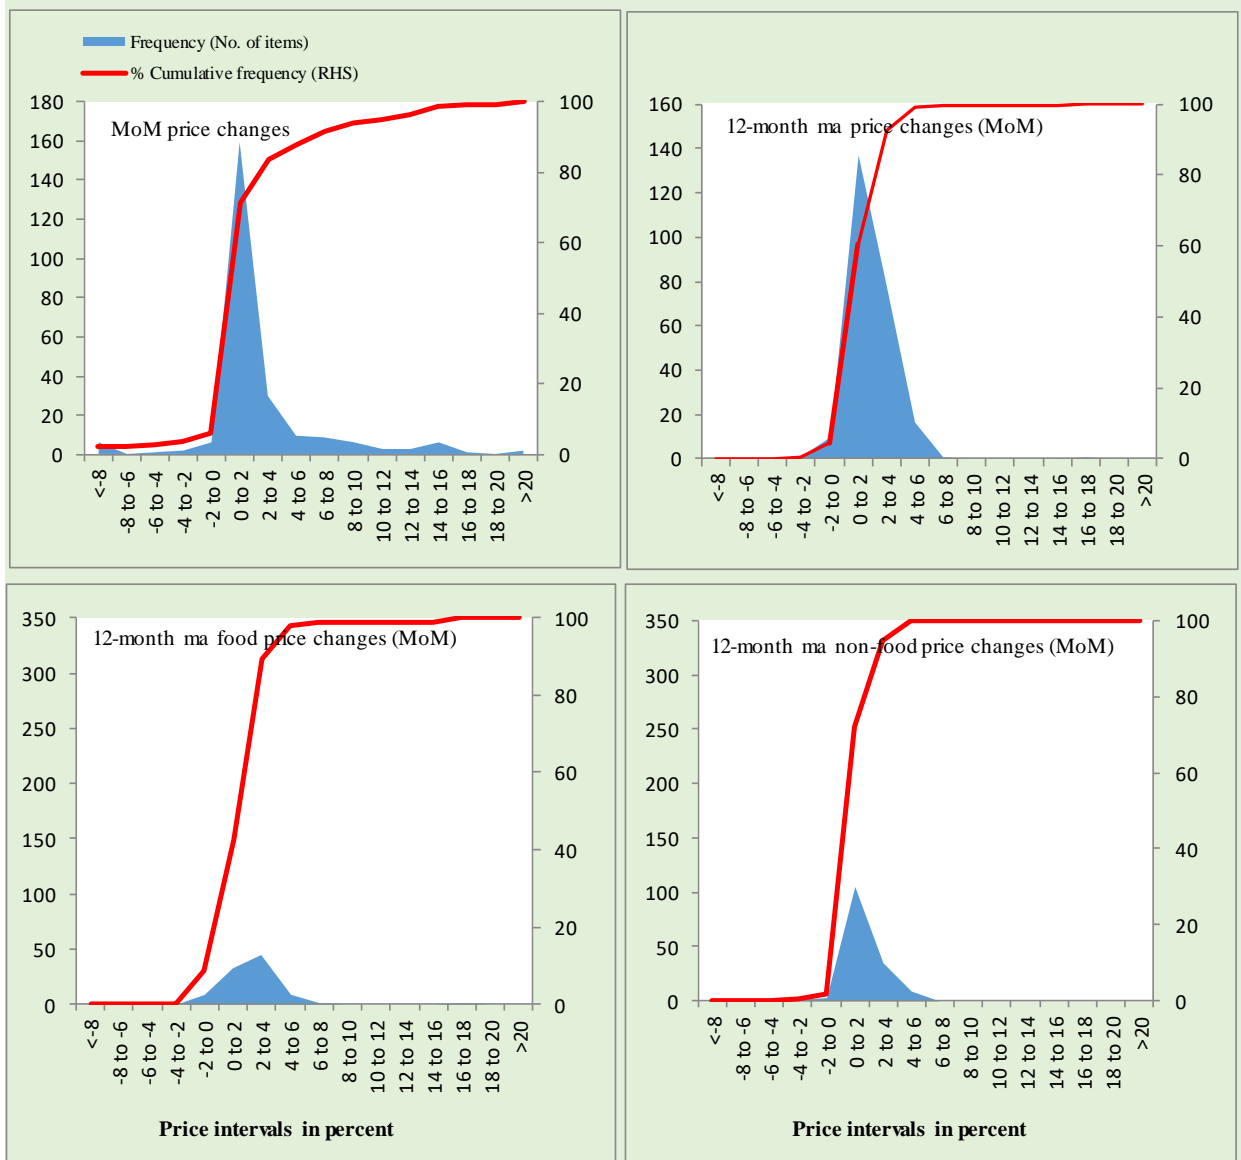 Frequency (No. of items)
% Cumulative frequency (RHS)
MoM price changes
180
160
140
120
100
80
60
40
20
0
100
80
60
40
20
0
<-8
-8 to -6
-6 to -4
-4 to -2
-2 to 0
0 to 2
2 to 4
4 to 6
6 to 8
8 to 10
10 to 12
12 to 14
14 to 16
16 to 18
18 to 20
>20
12-month ma price changes (MoM)
160
140
120
100
80
60
40
20
0
100
80
60
40
20
0
<-8
-8 to -6
-6 to -4
-4 to -2
-2 to 0
0 to 2
2 to 4
4 to 6
6 to 8
8 to 10
10 to 12
12 to 14
14 to 16
16 to 18
18 to 20
>20
12-month ma food price changes (MoM)
350
300
250
200
150
100
50
0
100
80
60
40
20
0
<-8
-8 to -6
-6 to -4
-4 to -2
-2 to 0
0 to 2
2 to 4
4 to 6
6 to 8
8 to 10
10 to 12
12 to 14
14 to 16
16 to 18
18 to 20
>20
Price intervals in percent
12-month ma non-food price changes (MoM)
350
300
250
200
150
100
50
0
100
80
60
40
20
0
<-8
-8 to -6
-6 to -4
-4 to -2
-2 to 0
0 to 2
2 to 4
4 to 6
6 to 8
8 to 10
10 to 12
12 to 14
14 to 16
16 to 18
18 to 20
>20
Price intervals in percent